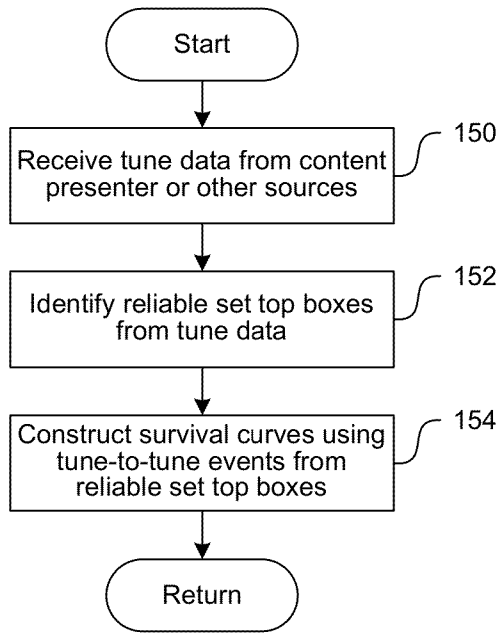 Start
150
Receive tune data from content
presenter or other sources
152
Identify reliable set top boxes
from tune data
154
Construct survival curves using
tune-to-tune events from
reliable set top boxes
Return